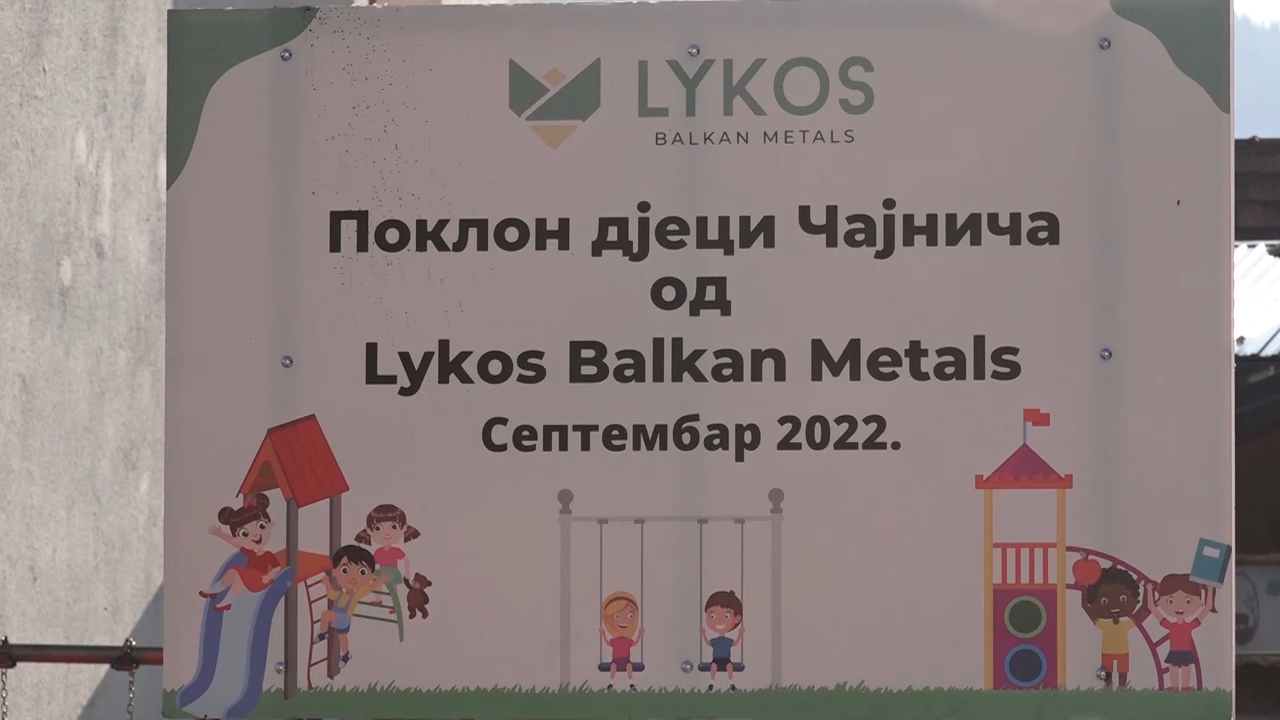 LYKOS
BALKAN METALS
Поклон дјеци Чајнича
од
Lykos Balkan Metals
Септембар 2022.